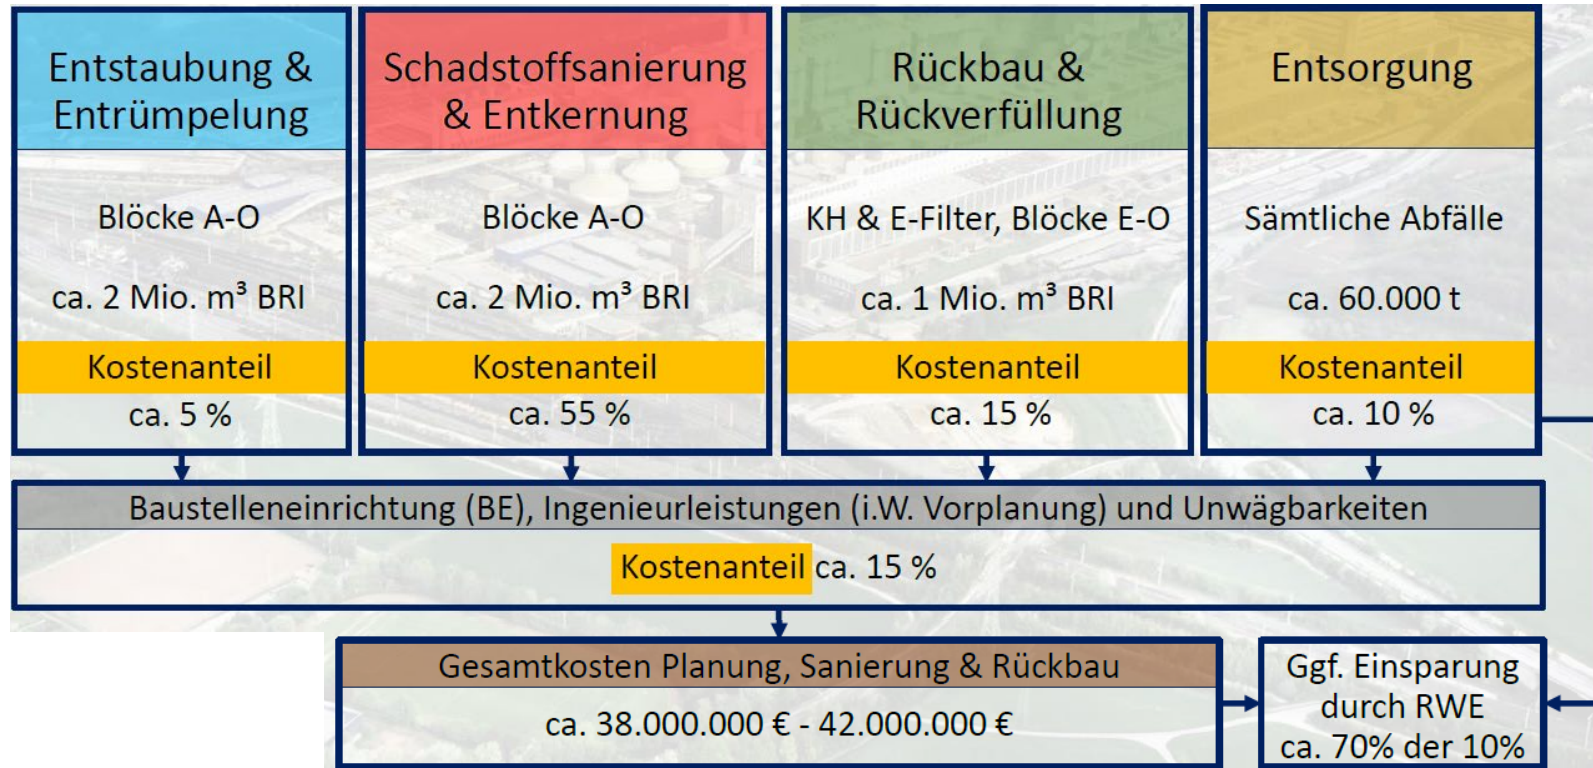 Entstaubung &
Entrümpelung
Blöcke A-O
ca. 2 Mio. m³ BRI
Kostenanteil
ca. 5 %
Schadstoffsanierung
& Entkernung
Blöcke A-O
ca. 2 Mio. m³ BRI
Kostenanteil
ca. 55 %
Rückbau &
Rückverfüllung
KH & E-Filter, Blöcke E-O
ca. 1 Mio. m³ BRI
Kostenanteil
ca. 15 %
Entsorgung
Sämtliche Abfälle
ca. 60.000 t
Kostenanteil
ca. 10 %
Baustelleneinrichtung (BE), Ingenieurleistungen (i.W. Vorplanung) und Unwägbarkeiten
Kostenanteil ca. 15 %
Gesamtkosten Planung, Sanierung & Rückbau
ca. 38.000.000 € - 42.000.000 €
Ggf. Einsparung
durch RWE
ca. 70% der 10%